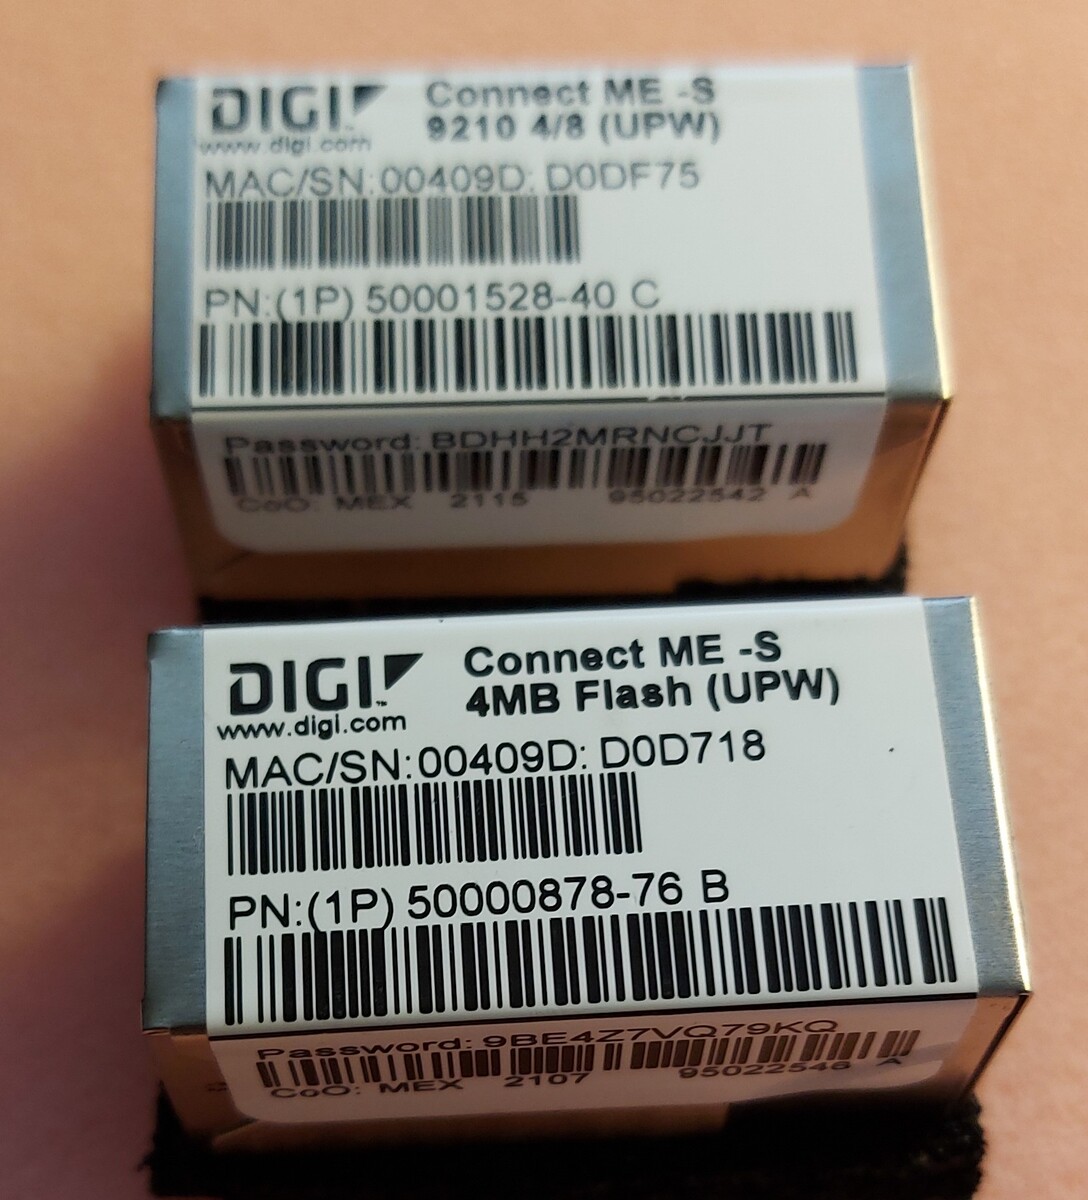 DIGI
Connect ME -S
9210 4/8 (UPW)
www.digi.com
MAC/SN:00409D: D0DF75
PN:(1P) 50001528-40 C
Password: BDHH2MRNCJJT
CoO: MEX 2115 95022542 A
DIGI
Connect ME -S
4MB Flash (UPW)
www.digi.com
MAC/SN:00409D: D0D718
PN:(1P) 50000878-76 B
Password: 9BE4Z7VQ79KQ
CoO: MEX 2107 95022548 A